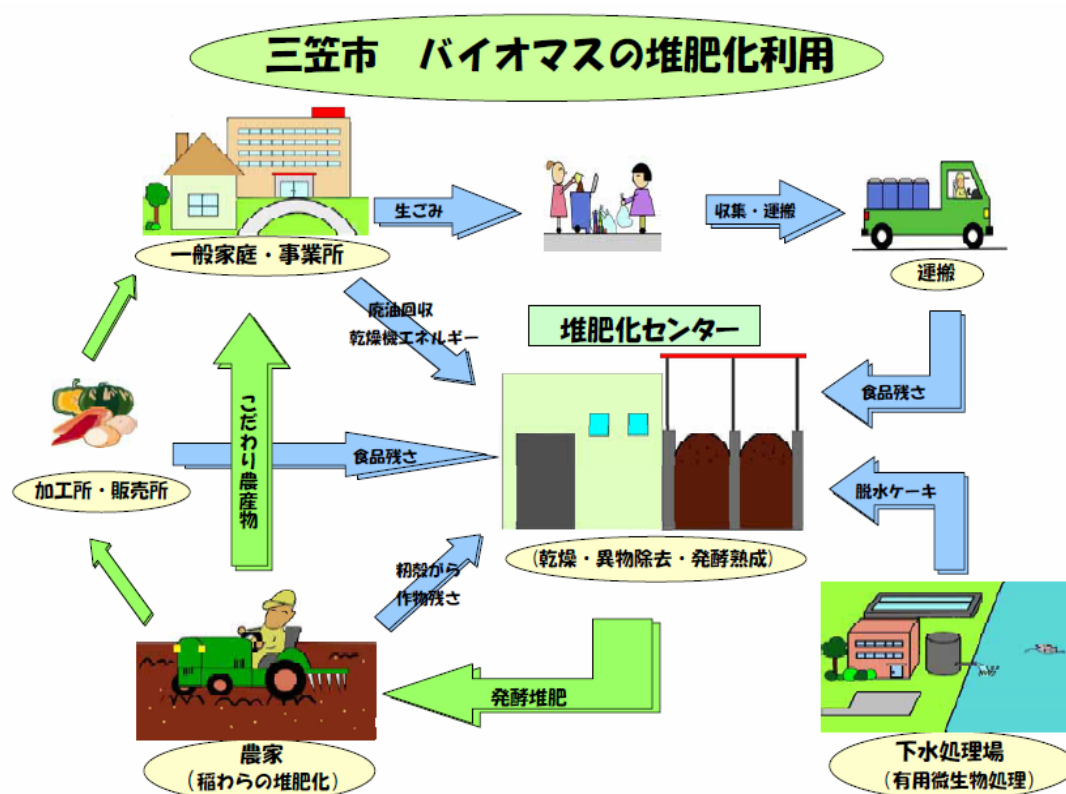 三笠市　バイオマスの堆肥化利用
生ごみ
収集・運搬
一般家庭・事業所
運搬
廃油回収
乾燥機エネルギー
堆肥化センター
食品残さ
こだわり農産物
食品残さ
加工所・販売所
脱水ケーキ
(乾燥・異物除去・発酵熟成)
籾殻がら
作物残さ
発酵堆肥
農家
(稲わらの堆肥化)
下水処理場
(有用微生物処理)